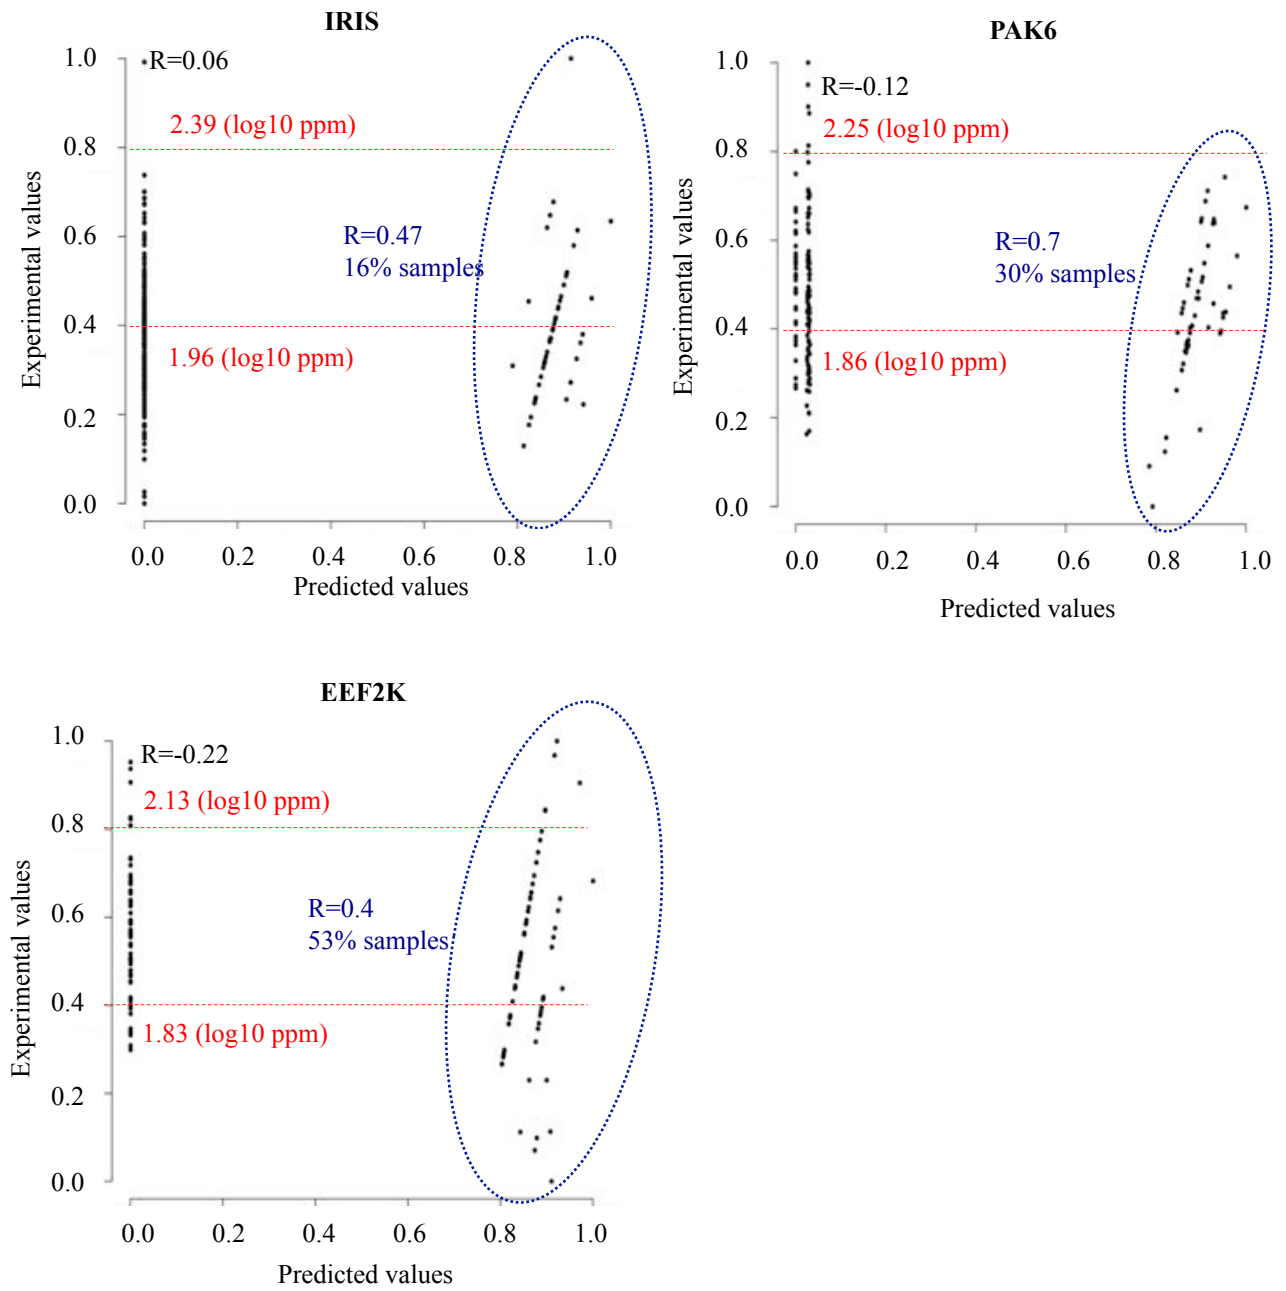 IRIS
1.0
R=0.06
2.39 (log10 ppm)
0.8
0.6
R=0.47
16% samples
0.4
1.96 (log10 ppm)
0.2
0.0
Experimental values
0.0 0.2 0.4 0.6 0.8 1.0
Predicted values
PAK6
1.0
R=-0.12
2.25 (log10 ppm)
0.8
0.6
R=0.7
30% samples
0.4
1.86 (log10 ppm)
0.2
0.0
Experimental values
0.0 0.2 0.4 0.6 0.8 1.0
Predicted values
EEF2K
1.0
R=-0.22
2.13 (log10 ppm)
0.8
0.6
R=0.4
53% samples
0.4
1.83 (log10 ppm)
0.2
0.0
Experimental values
0.0 0.2 0.4 0.6 0.8 1.0
Predicted values